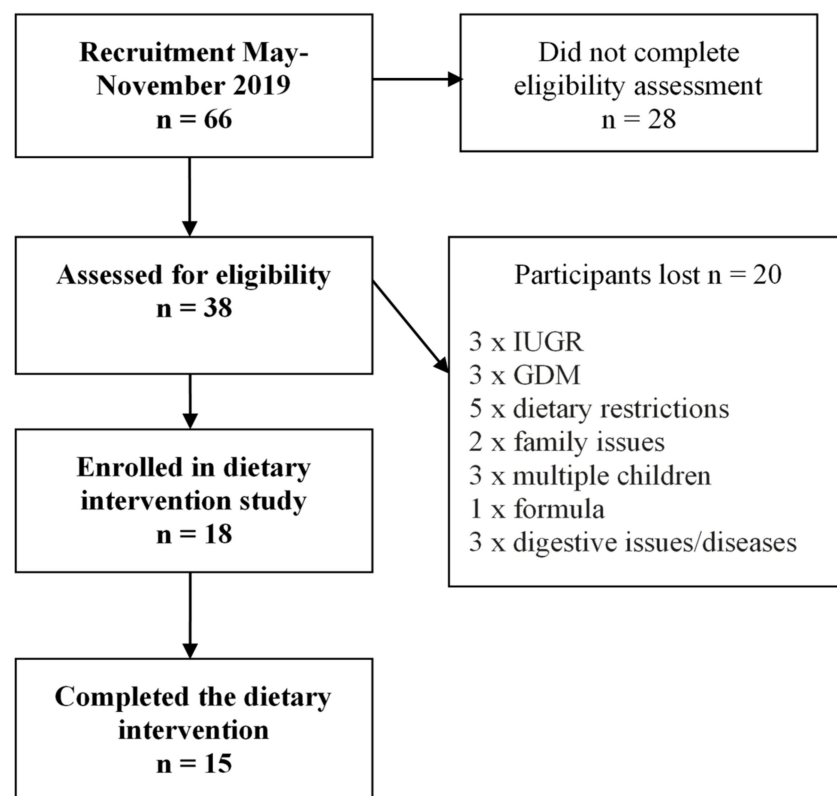 Recruitment May-
November 2019
n = 66
Did not complete
eligibility assessment
n = 28
Assessed for eligibility
n = 38
Participants lost n = 20
3 x IUGR
3 x GDM
5 x dietary restrictions
2 x family issues
3 x multiple children
1 x formula
3 x digestive issues/diseases
Enrolled in dietary
intervention study
n = 18
Completed the dietary
intervention
n = 15